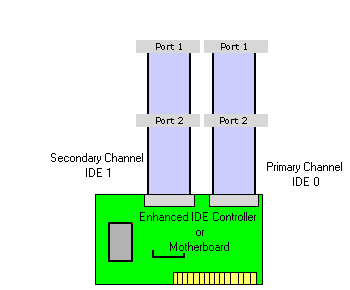 Port 1
Port 1
Port 2
Port 2
Secondary Channel
IDE 1
Primary Channel
IDE 0
Enhanced IDE Controller
or
Motherboard